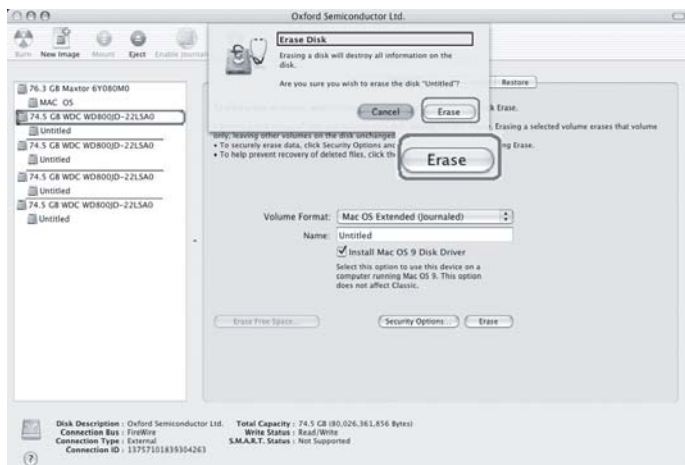 Oxford Semiconductor Ltd.
Burn New Image Mount Eject Enable Journali
Erase Disk
Erasing a disk will destroy all information on the
disk.
Are you sure you wish to erase the disk "Untitled"?
Cancel Erase
Restore
76.3 GB Maxtor 6Y080M0
MAC OS
74.5 GB WDC WD800JD-22LSA0
Untitled
74.5 GB WDC WD800JD-22LSA0
Untitled
74.5 GB WDC WD800JD-22LSA0
Untitled
74.5 GB WDC WD800JD-22LSA0
Untitled
k Erase.
Erasing a selected volume erases that volume
only, leaving other volumes on the disk unchanged
• To securely erase data, click Security Options and
ng Erase.
• To help prevent recovery of deleted files, click th
Erase
Volume Format: Mac OS Extended (Journaled)
Name: Untitled
Install Mac OS 9 Disk Driver
Select this option to use this device on a
computer running Mac OS 9. This option
does not affect Classic.
Erase Free Space... Security Options... Erase
Disk Description : Oxford Semiconductor Ltd. Total Capacity : 74.5 GB (80,026,361,856 Bytes)
Connection Bus : FireWire Write Status : Read/Write
Connection Type : External S.M.A.R.T. Status : Not Supported
Connection ID : 13757101839304263
?